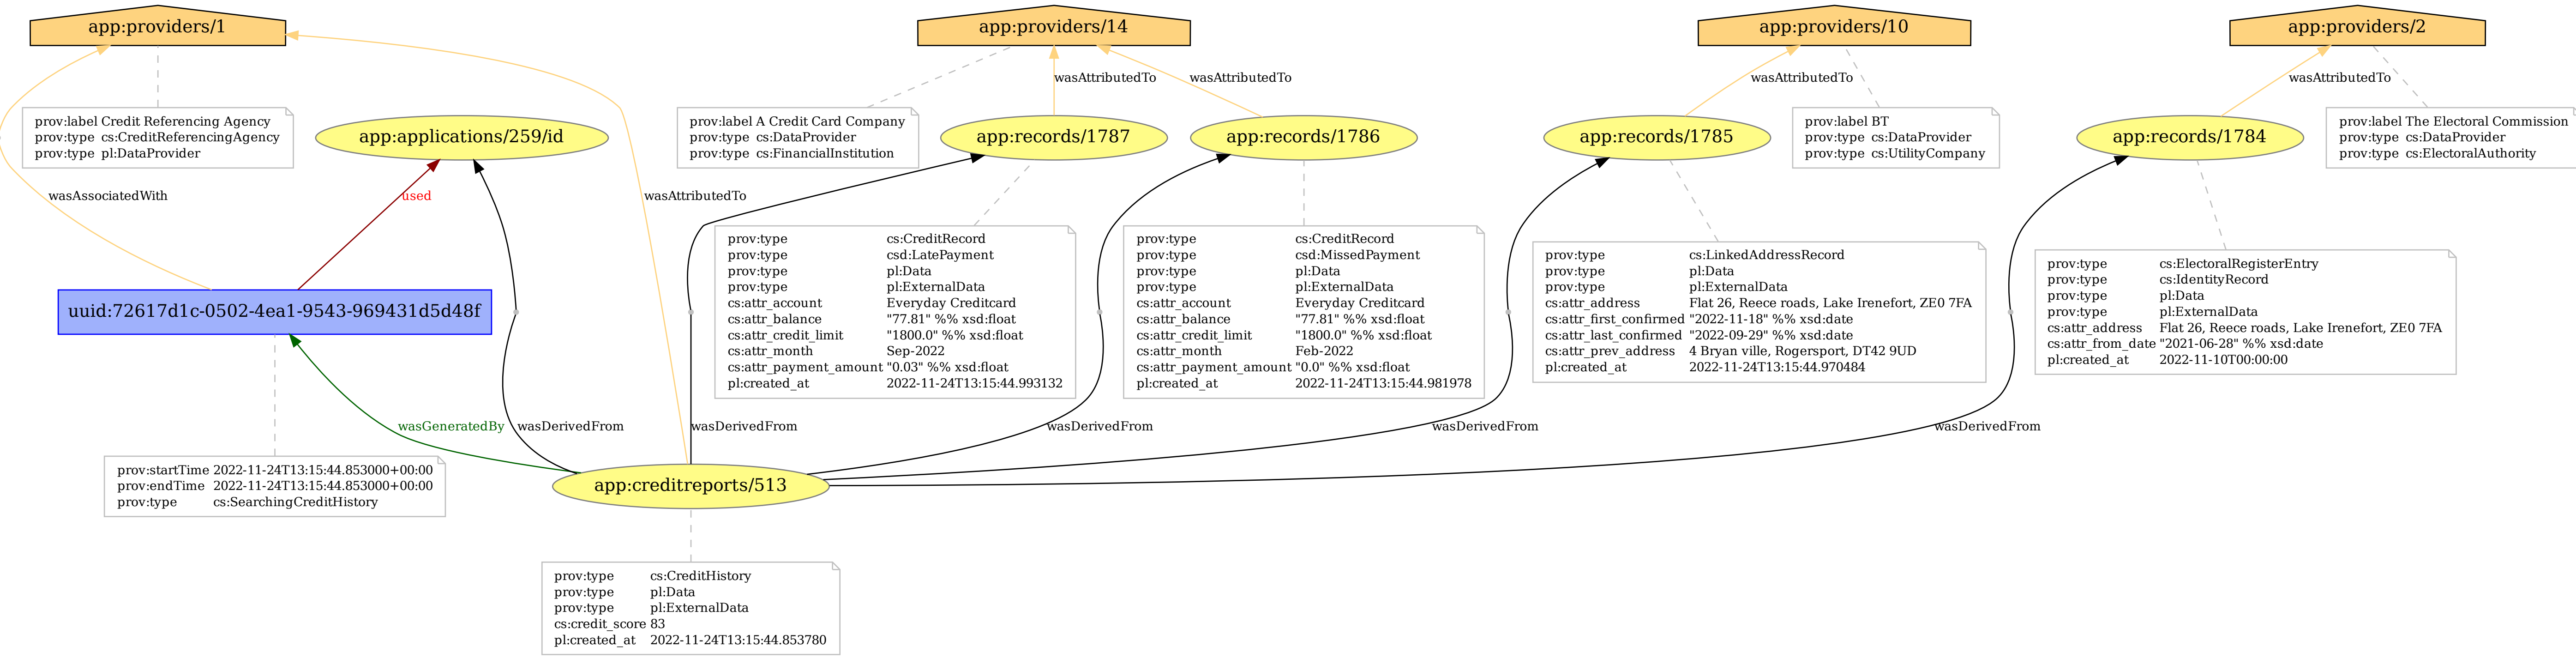 app:providers/1
app:providers/14
app:providers/10
app:providers/2
wasAttributedTo
wasAttributedTo
wasAttributedTo
wasAttributedTo
prov:label Credit Referencing Agency
prov:type cs:CreditReferencingAgency
prov:type pl:DataProvider
app:applications/259/id
prov:label A Credit Card Company
prov:type cs:DataProvider
prov:type cs:FinancialInstitution
app:records/1787
app:records/1786
app:records/1785
prov:label BT
prov:type cs:DataProvider
prov:type cs:UtilityCompany
app:records/1784
prov:label The Electoral Commission
prov:type cs:DataProvider
prov:type cs:ElectoralAuthority
wasAssociatedWith
used
wasAttributedTo
prov:type cs:CreditRecord
prov:type csd:LatePayment
prov:type pl:Data
prov:type pl:ExternalData
cs:attr_account Everyday Creditcard
cs:attr_balance "77.81" %% xsd:float
cs:attr_credit_limit "1800.0" %% xsd:float
cs:attr_month Sep-2022
cs:attr_payment_amount "0.03" %% xsd:float
pl:created_at 2022-11-24T13:15:44.993132
prov:type cs:CreditRecord
prov:type csd:MissedPayment
prov:type pl:Data
prov:type pl:ExternalData
cs:attr_account Everyday Creditcard
cs:attr_balance "77.81" %% xsd:float
cs:attr_credit_limit "1800.0" %% xsd:float
cs:attr_month Feb-2022
cs:attr_payment_amount "0.0" %% xsd:float
pl:created_at 2022-11-24T13:15:44.981978
prov:type cs:LinkedAddressRecord
prov:type pl:Data
prov:type pl:ExternalData
cs:attr_address Flat 26, Reece roads, Lake Irenefort, ZE0 7FA
cs:attr_first_confirmed "2022-11-18" %% xsd:date
cs:attr_last_confirmed "2022-09-29" %% xsd:date
cs:attr_prev_address 4 Bryan ville, Rogersport, DT42 9UD
pl:created_at 2022-11-24T13:15:44.970484
prov:type cs:ElectoralRegisterEntry
prov:type cs:IdentityRecord
prov:type pl:Data
prov:type pl:ExternalData
cs:attr_address Flat 26, Reece roads, Lake Irenefort, ZE0 7FA
cs:attr_from_date "2021-06-28" %% xsd:date
pl:created_at 2022-11-10T00:00:00
uuid:72617d1c-0502-4ea1-9543-969431d5d48f
wasGeneratedBy
wasDerivedFrom
wasDerivedFrom
wasDerivedFrom
wasDerivedFrom
wasDerivedFrom
prov:startTime 2022-11-24T13:15:44.853000+00:00
prov:endTime 2022-11-24T13:15:44.853000+00:00
prov:type cs:SearchingCreditHistory
app:creditreports/513
prov:type cs:CreditHistory
prov:type pl:Data
prov:type pl:ExternalData
cs:credit_score 83
pl:created_at 2022-11-24T13:15:44.853780